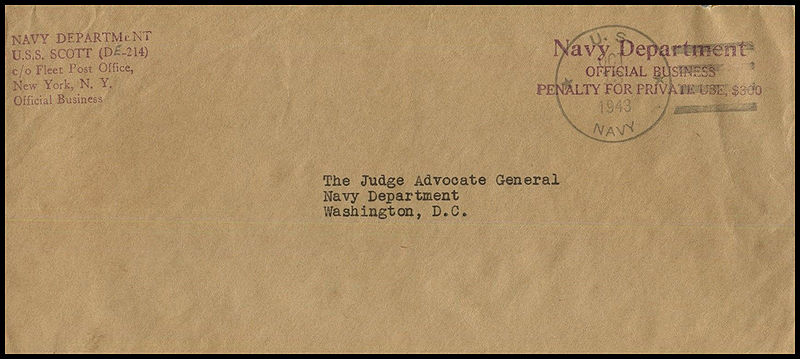 NAVY DEPARTMENT
U.S.S. SCOTT (DE-214)
c/o Fleet Post Office,
New York, N. Y.
Official Business
Navy Department
OFFICIAL BUSINESS
PENALTY FOR PRIVATE USE, $300
U.S.
OCT
1943
NAVY
The Judge Advocate General
Navy Department
Washington, D.C.